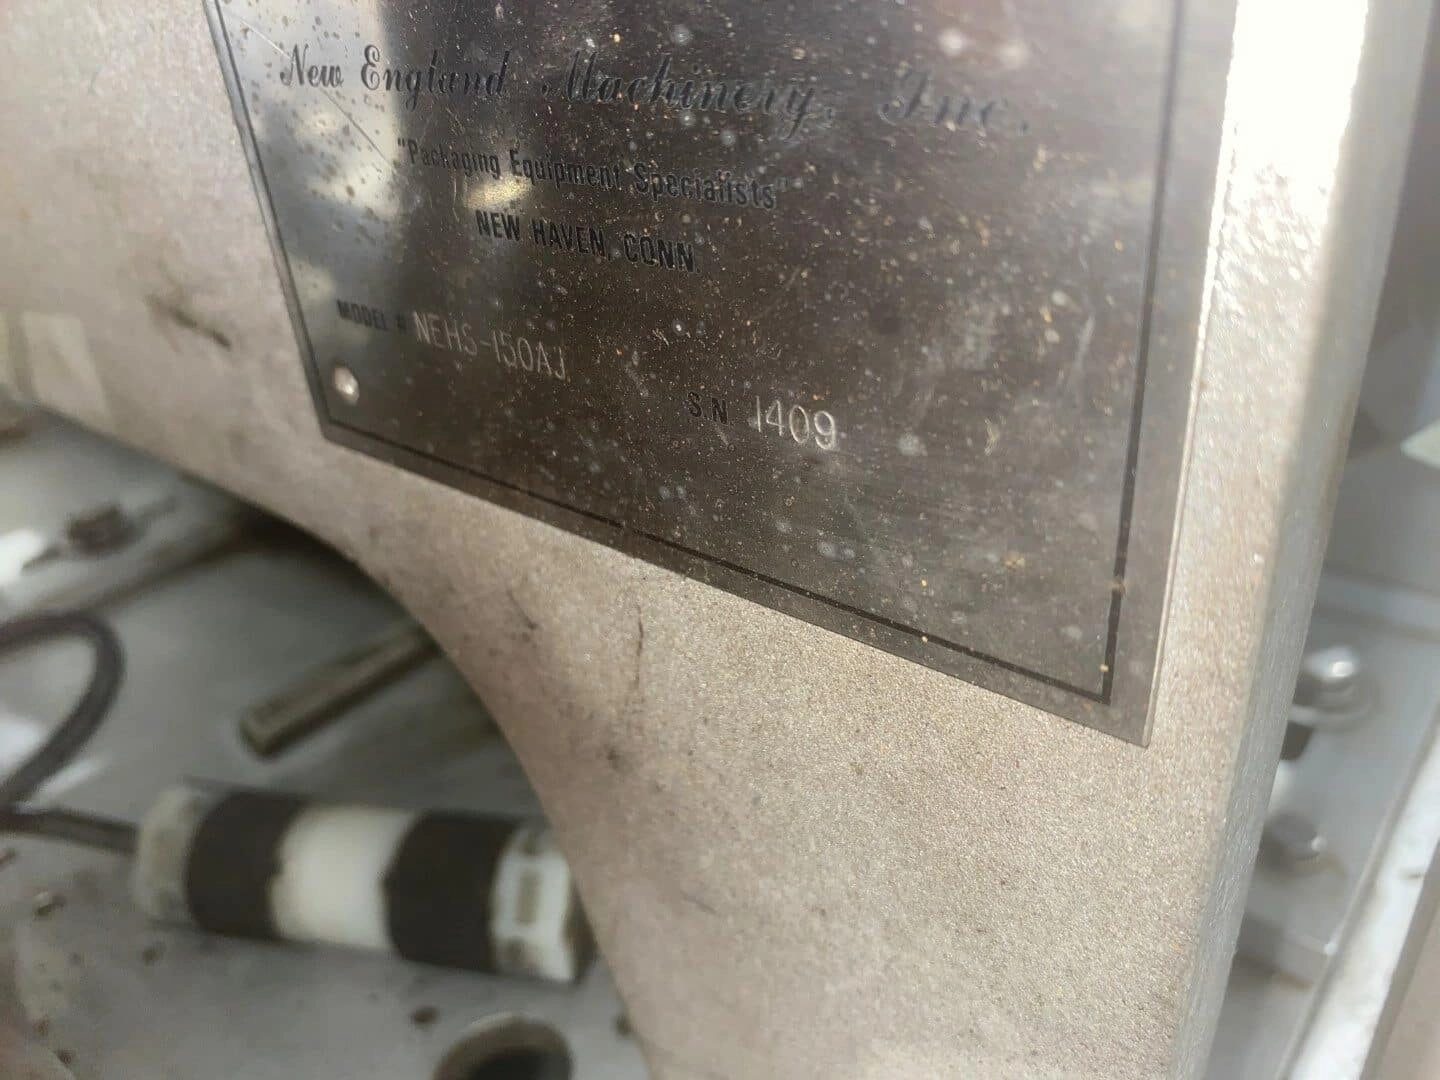 New England Machinery, Inc.
"Packaging Equipment Specialists"
NEW HAVEN, CONN.
MODEL # NEHS-150AJ
S.N. 1409